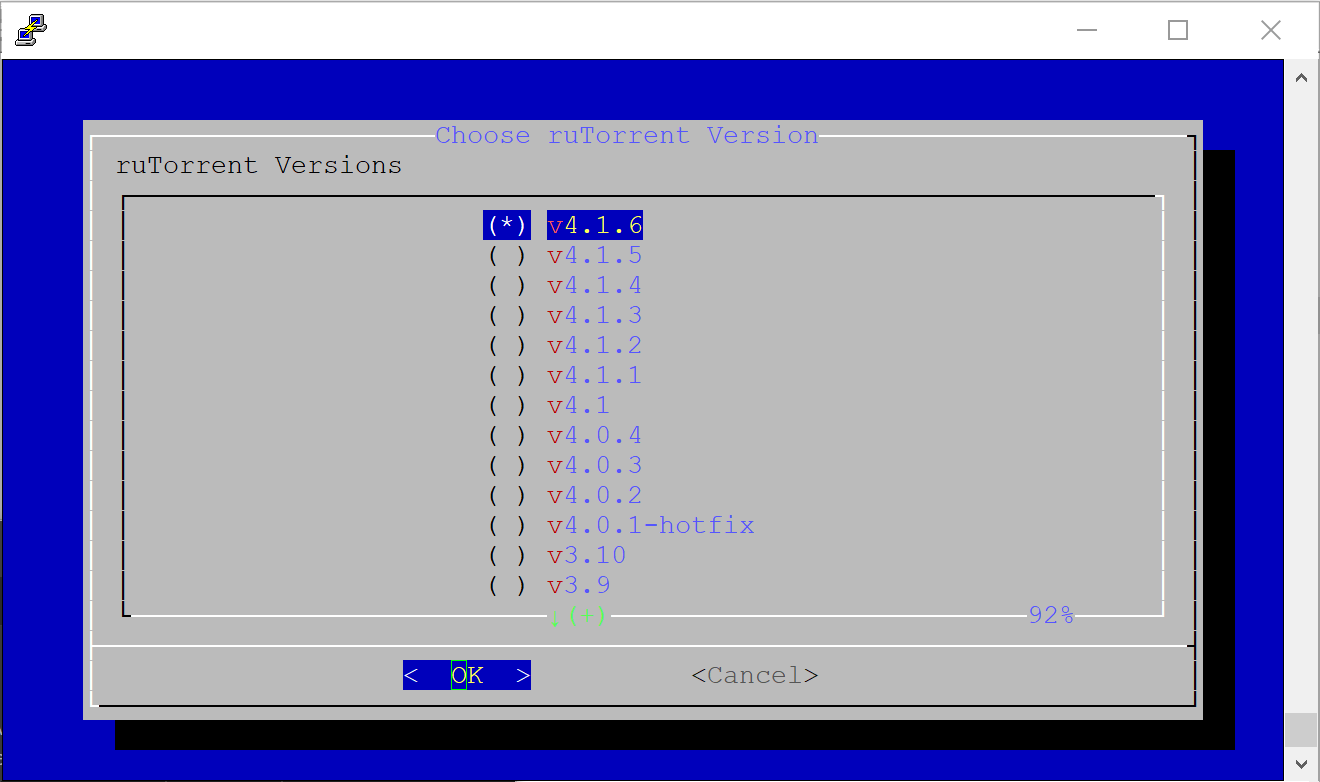 Choose ruTorrent Version
ruTorrent Versions
(*) v4.1.6
( ) v4.1.5
( ) v4.1.4
( ) v4.1.3
( ) v4.1.2
( ) v4.1.1
( ) v4.1
( ) v4.0.4
( ) v4.0.3
( ) v4.0.2
( ) v4.0.1-hotfix
( ) v3.10
( ) v3.9
↓(+) 92%
< OK > <Cancel>